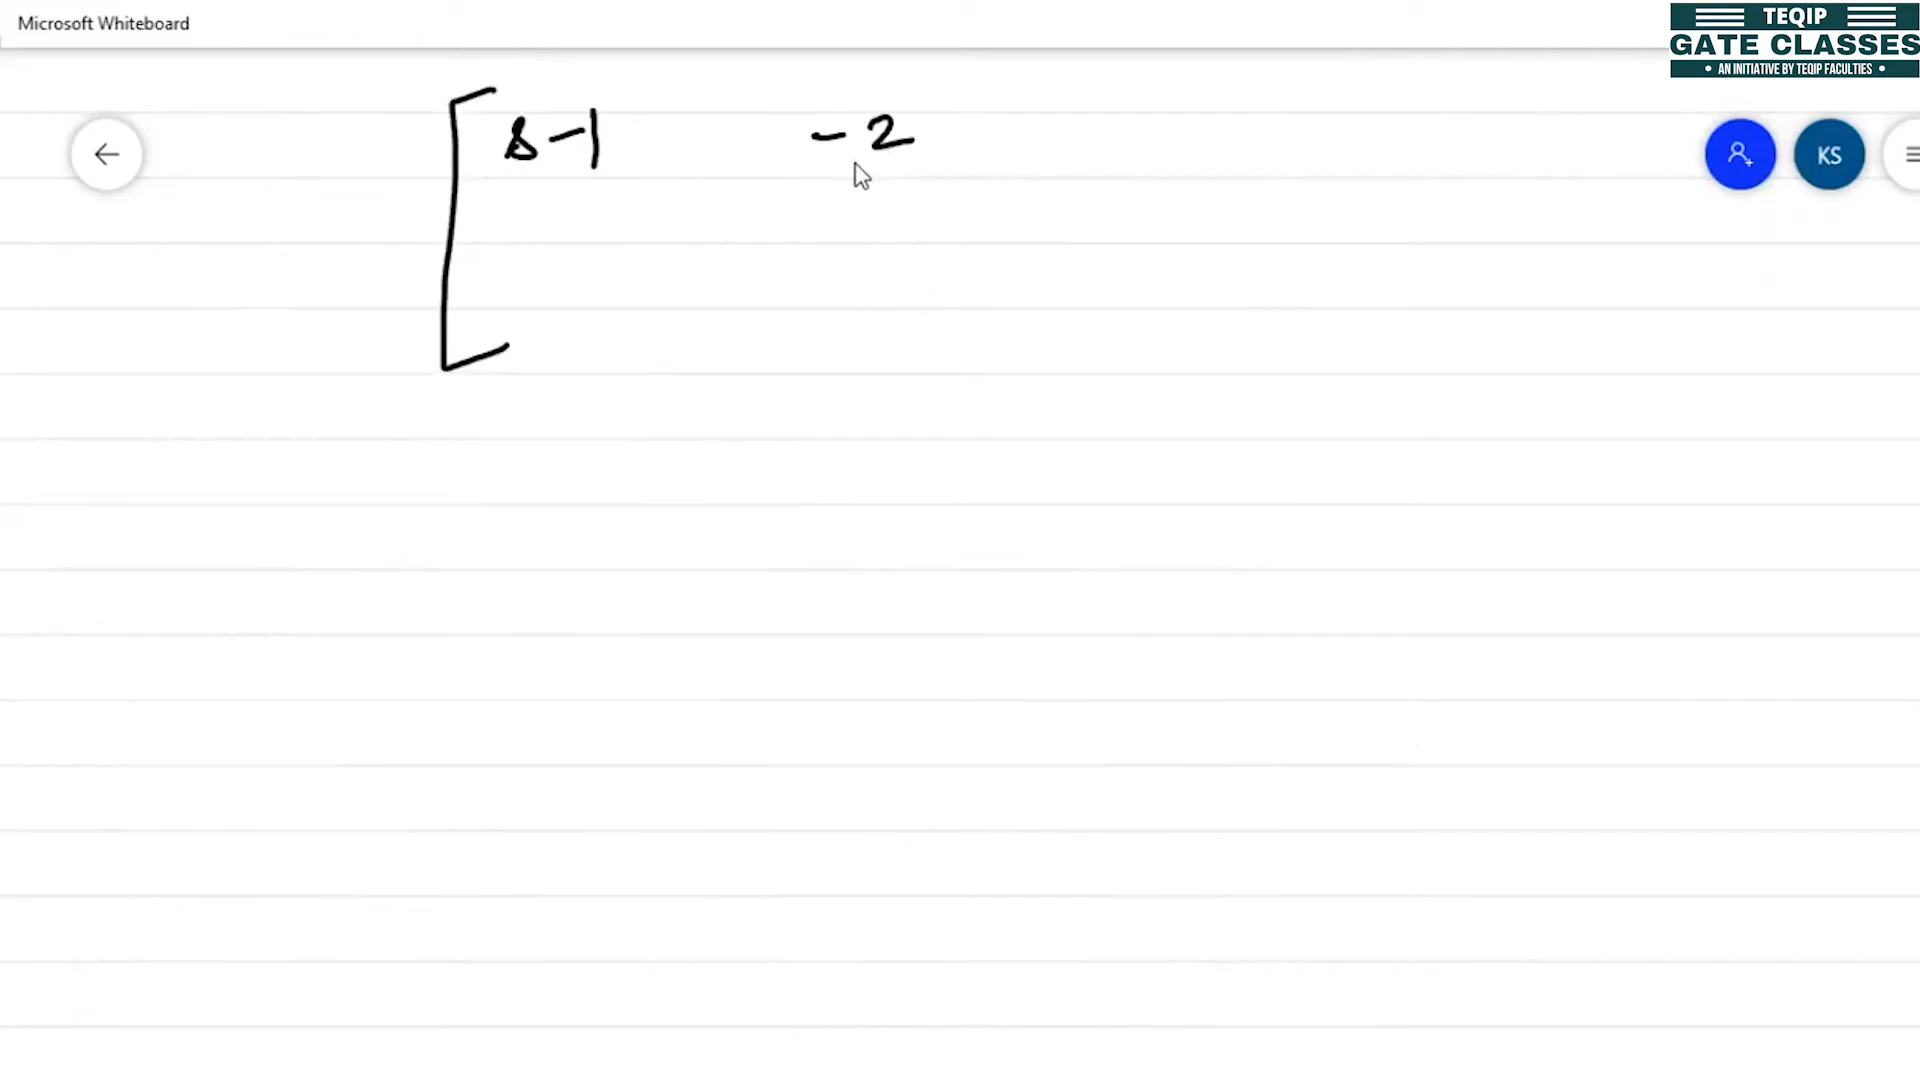 Microsoft Whiteboard
TEQIP
GATE CLASSES
• AN INITIATIVE BY TEQIP FACULTIES •
s-1 -2
KS